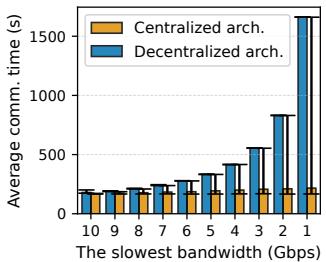 Average comm. time (s)
1500
1000
500
0
Centralized arch.
Decentralized arch.
10 9 8 7 6 5 4 3 2 1
The slowest bandwidth (Gbps)